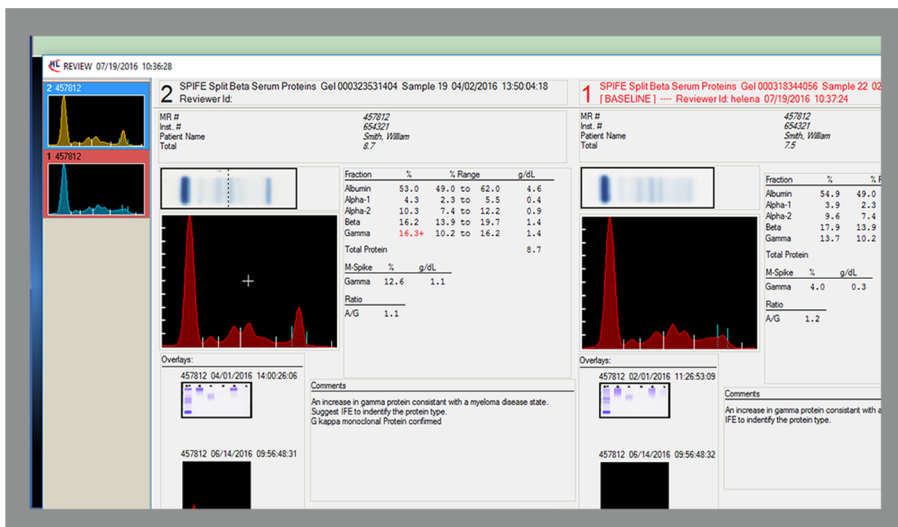 HL REVIEW 07/19/2016 10:36:28
2 457812
1 457812
2 SPIFE Split Beta Serum Proteins Gel 000323531404 Sample 19 04/02/2016 13:50:04:18
Reviewer Id:
MR # 457812
Inst. # 654321
Patient Name Smith, William
Total 8.7
Fraction % % Range g/dL
Albumin 53.0 49.0 to 62.0 4.6
Alpha-1 4.3 2.3 to 5.5 0.4
Alpha-2 10.3 7.4 to 12.2 0.9
Beta 16.2 13.9 to 19.7 1.4
Gamma 16.3+ 10.2 to 16.2 1.4
Total Protein 8.7
M-Spike % g/dL
Gamma 12.6 1.1
Ratio
A/G 1.1
Overlays:
457812 04/01/2016 14:00:26:06
Comments
An increase in gamma protein consistant with a myeloma disease state.
Suggest IFE to indentify the protein type.
G kappa monoclonal Protein confirmed
457812 06/14/2016 09:56:48:31
1 SPIFE Split Beta Serum Proteins Gel 000318344056 Sample 22 02
[ BASELINE ] ---- Reviewer Id: helena 07/19/2016 10:37:24
MR # 457812
Inst. # 654321
Patient Name Smith, William
Total 7.5
Fraction %
Albumin 54.9 49.0
Alpha-1 3.9 2.3
Alpha-2 9.6 7.4
Beta 17.9 13.9
Gamma 13.7 10.2
Total Protein
M-Spike % g/dL
Gamma 4.0 0.3
Ratio
A/G 1.2
Overlays:
457812 02/01/2016 11:26:53:09
Comments
An increase in gamma protein consistant with a
IFE to indentify the protein type.
457812 06/14/2016 09:56:48:32